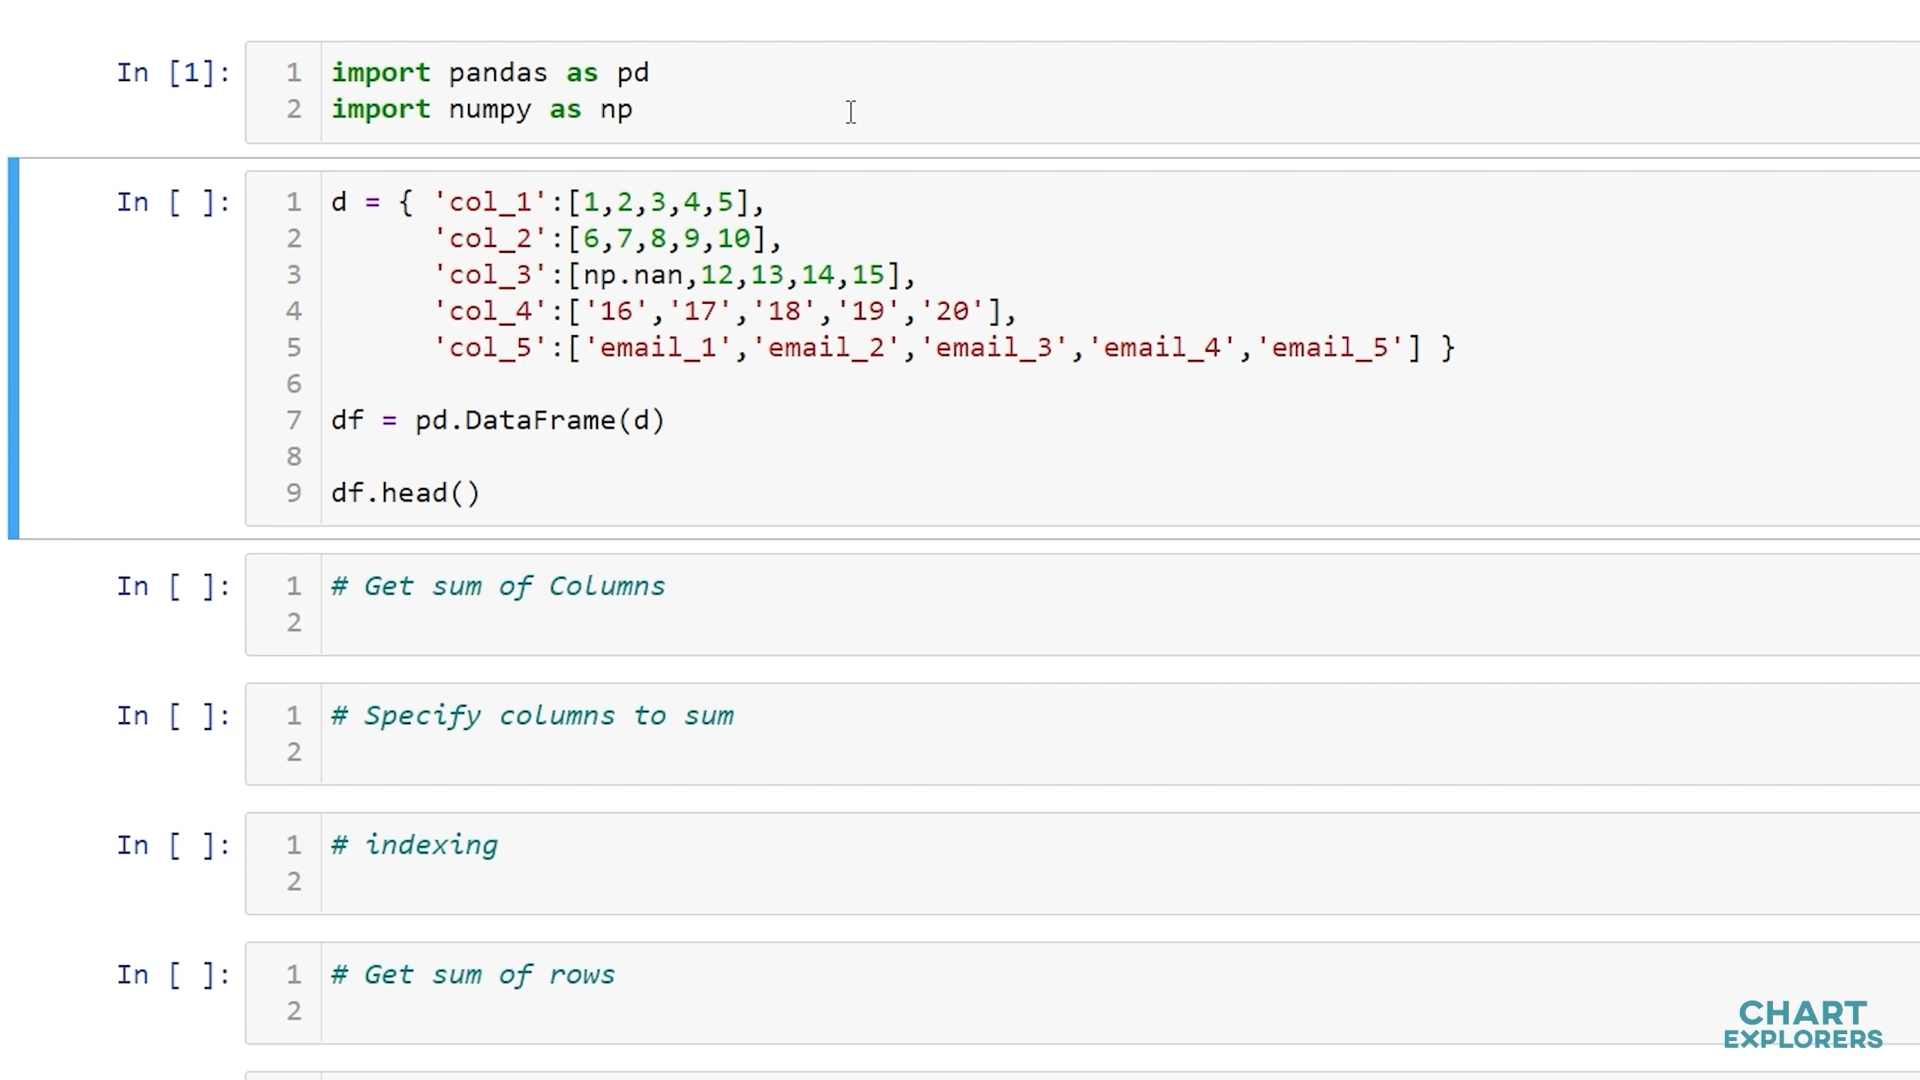 In [1]:
1 import pandas as pd
2 import numpy as np
In [ ]:
1 d = { 'col_1':[1,2,3,4,5],
2 'col_2':[6,7,8,9,10],
3 'col_3':[np.nan,12,13,14,15],
4 'col_4':['16','17','18','19','20'],
5 'col_5':['email_1','email_2','email_3','email_4','email_5'] }
6
7 df = pd.DataFrame(d)
8
9 df.head()
In [ ]:
1 # Get sum of Columns
2
In [ ]:
1 # Specify columns to sum
2
In [ ]:
1 # indexing
2
In [ ]:
1 # Get sum of rows
2
CHART
EXPLORERS